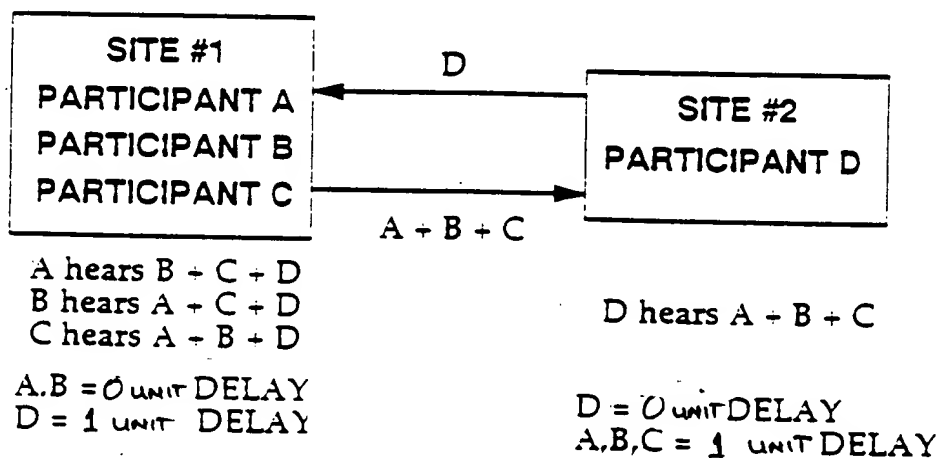 SITE #1
PARTICIPANT A
PARTICIPANT B
PARTICIPANT C
D
SITE #2
PARTICIPANT D
A + B + C
A hears B + C + D
B hears A + C + D
C hears A + B + D
D hears A + B + C
A,B = 0 UNIT DELAY
D = 1 UNIT DELAY
D = 0 UNIT DELAY
A,B,C = 1 UNIT DELAY